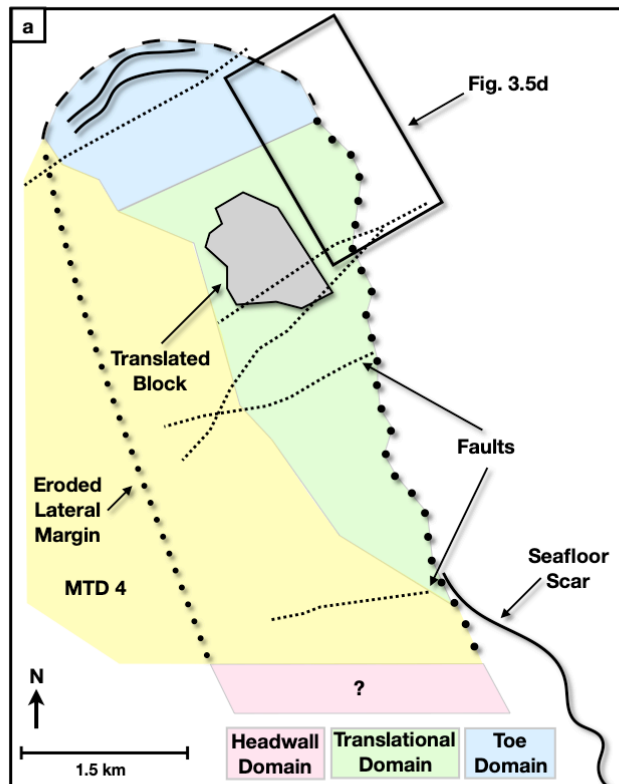 a
Fig. 3.5d
Translated
Block
Faults
Eroded
Lateral
Margin
Seafloor
Scar
MTD 4
?
N
1.5 km
Headwall
Domain
Translational
Domain
Toe
Domain